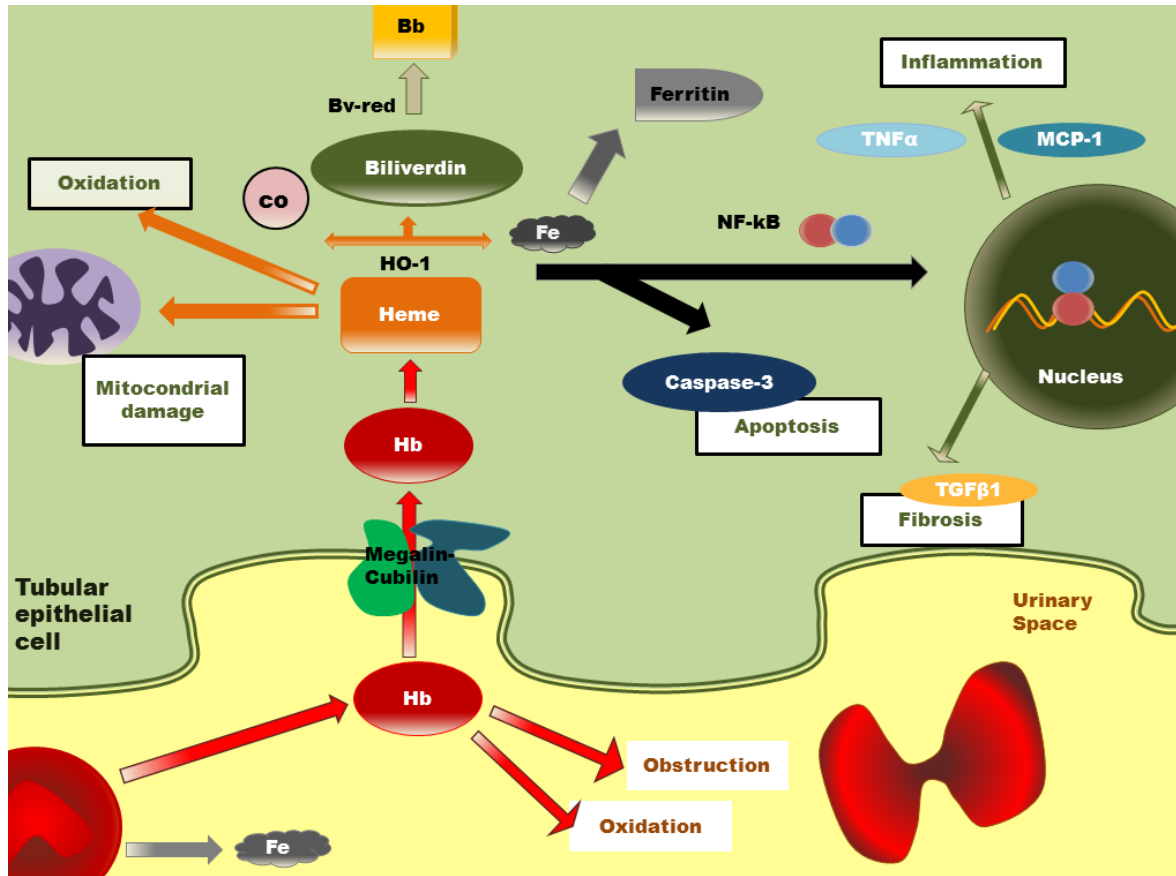 Bb
Bv-red
Ferritin
Inflammation
TNFα
MCP-1
Biliverdin
Oxidation
CO
Fe
NF-kB
HO-1
Heme
Caspase-3
Apoptosis
Nucleus
Mitocondrial
damage
Hb
TGFβ1
Fibrosis
Megalin-
Cubilin
Tubular
epithelial
cell
Urinary
Space
Hb
Obstruction
Oxidation
Fe